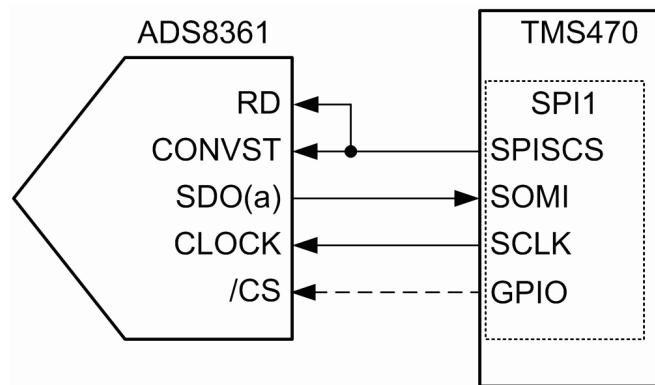 ADS8361
TMS470
RD
SPI1
CONVST
SPISCS
SDO(a)
SOMI
CLOCK
SCLK
/CS
GPIO